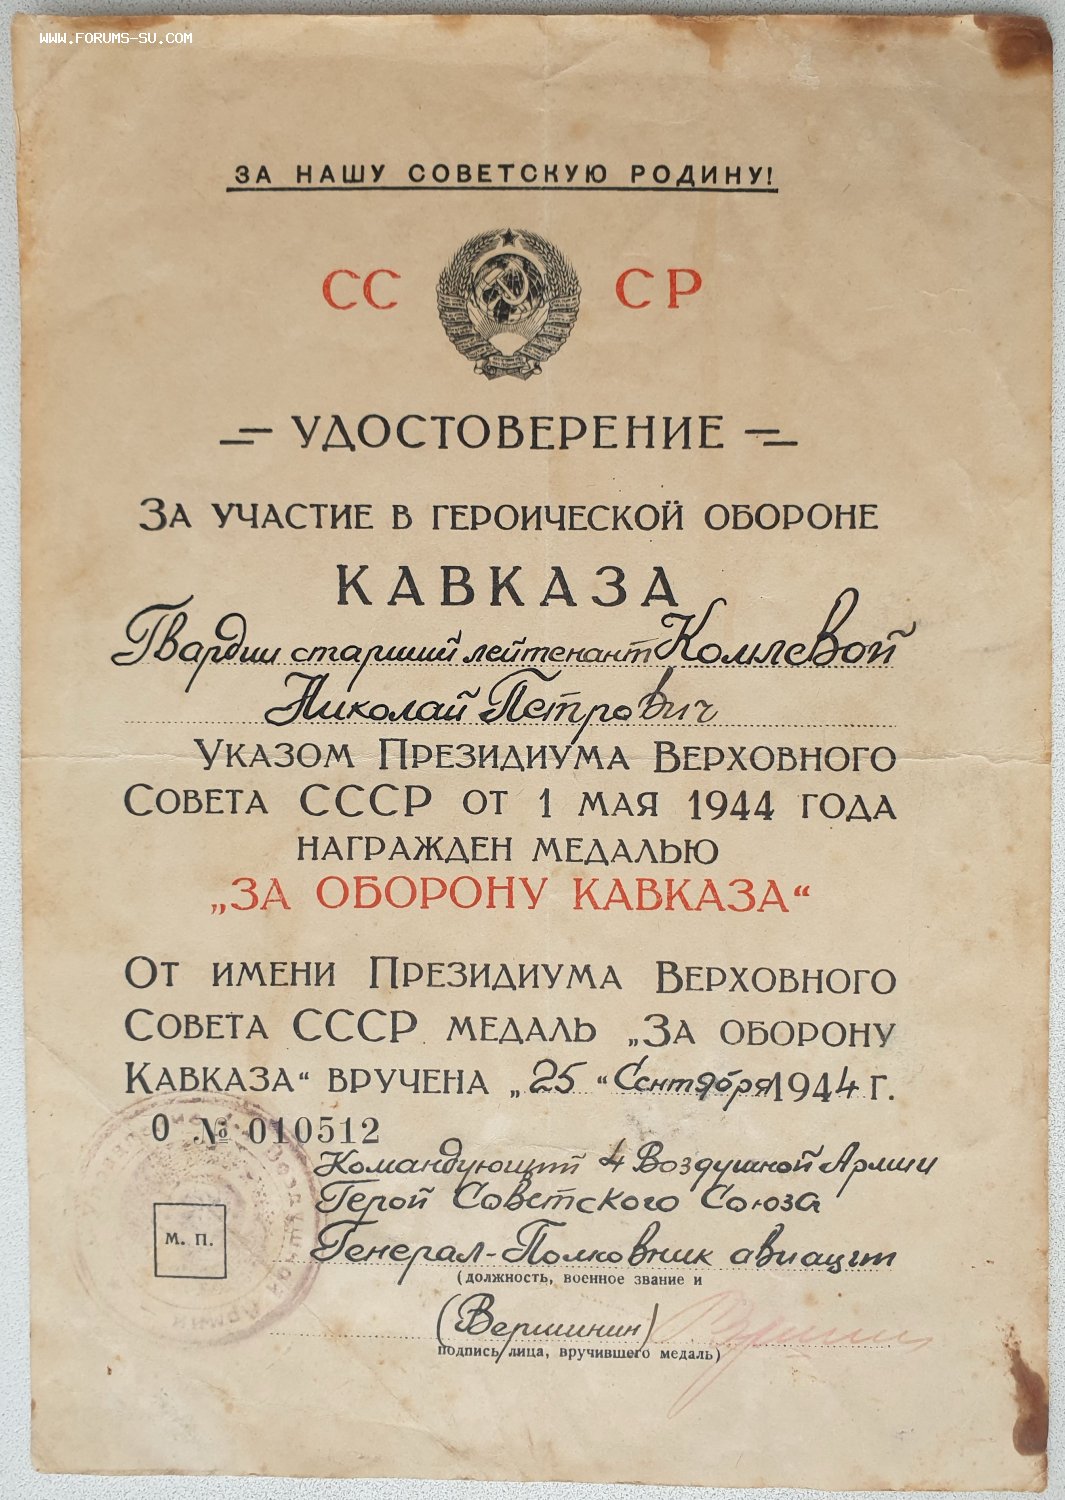 WWW.FORUMS-SU.COM
ЗА НАШУ СОВЕТСКУЮ РОДИНУ!
СС СР
УДОСТОВЕРЕНИЕ
ЗА УЧАСТИЕ В ГЕРОИЧЕСКОЙ ОБОРОНЕ
КАВКАЗА
Гвардии старший лейтенант Комлевой
Николай Петрович
УКАЗОМ ПРЕЗИДИУМА ВЕРХОВНОГО
СОВЕТА СССР ОТ 1 МАЯ 1944 ГОДА
НАГРАЖДЕН МЕДАЛЬЮ
„ЗА ОБОРОНУ КАВКАЗА“
ОТ ИМЕНИ ПРЕЗИДИУМА ВЕРХОВНОГО
СОВЕТА СССР МЕДАЛЬ „ЗА ОБОРОНУ
КАВКАЗА“ ВРУЧЕНА „25“ Сентября 1944 Г.
О № 010512
Командующий 4 Воздушной Армии
Герой Советского Союза
М. П.
Генерал-Полковник авиации
(должность, военное звание и
(Вершинин)
подпись лица, вручившего медаль)